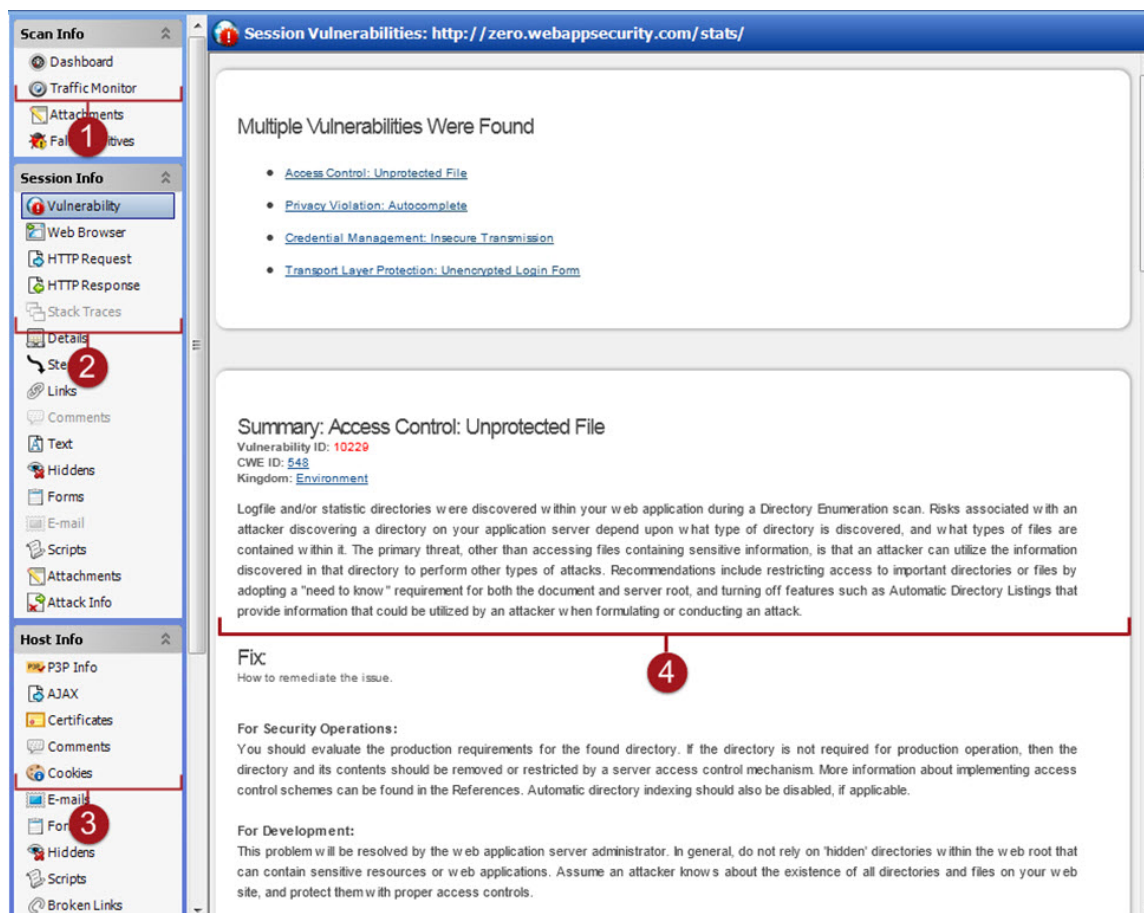 Scan Info
Dashboard
Traffic Monitor
Attachments
1
Session Info
Vulnerability
Web Browser
HTTP Request
HTTP Response
Stack Traces
Details
2
Links
Comments
Text
Hiddens
Forms
E-mail
Scripts
Attachments
Attack Info
Host Info
P3P Info
AJAX
Certificates
Comments
Cookies
E-mails
3
Hiddens
Scripts
Broken Links
Session Vulnerabilities: http://zero.webappsecurity.com/stats/
Multiple Vulnerabilities Were Found
Access Control: Unprotected File
Privacy Violation: Autocomplete
Credential Management: Insecure Transmission
Transport Layer Protection: Unencrypted Login Form
Summary: Access Control: Unprotected File
Vulnerability ID: 10229
CWE ID: 548
Kingdom: Environment
Logfile and/or statistic directories were discovered within your web application during a Directory Enumeration scan. Risks associated with an
attacker discovering a directory on your application server depend upon what type of directory is discovered, and what types of files are
contained within it. The primary threat, other than accessing files containing sensitive information, is that an attacker can utilize the information
discovered in that directory to perform other types of attacks. Recommendations include restricting access to important directories or files by
adopting a "need to know" requirement for both the document and server root, and turning off features such as Automatic Directory Listings that
provide information that could be utilized by an attacker when formulating or conducting an attack.
4
Fix:
How to remediate the issue.
For Security Operations:
You should evaluate the production requirements for the found directory. If the directory is not required for production operation, then the
directory and its contents should be removed or restricted by a server access control mechanism. More information about implementing access
control schemes can be found in the References. Automatic directory indexing should also be disabled, if applicable.
For Development:
This problem will be resolved by the web application server administrator. In general, do not rely on 'hidden' directories within the web root that
can contain sensitive resources or web applications. Assume an attacker knows about the existence of all directories and files on your web
site, and protect them with proper access controls.